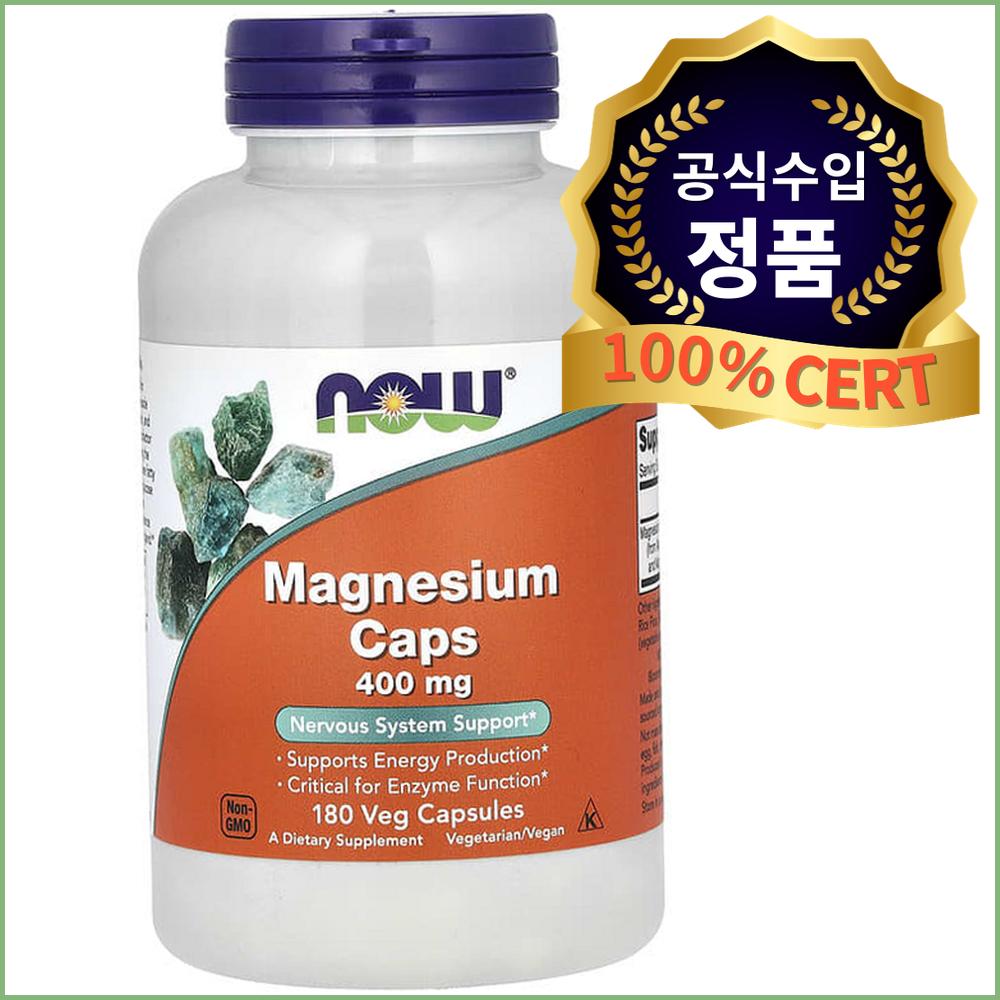 공식수입
정품
100% CERT
now®
Magnesium
Caps
400 mg
Nervous System Support*
· Supports Energy Production*
· Critical for Enzyme Function*
180 Veg Capsules
Non-
GMO
A Dietary Supplement Vegetarian/Vegan
K